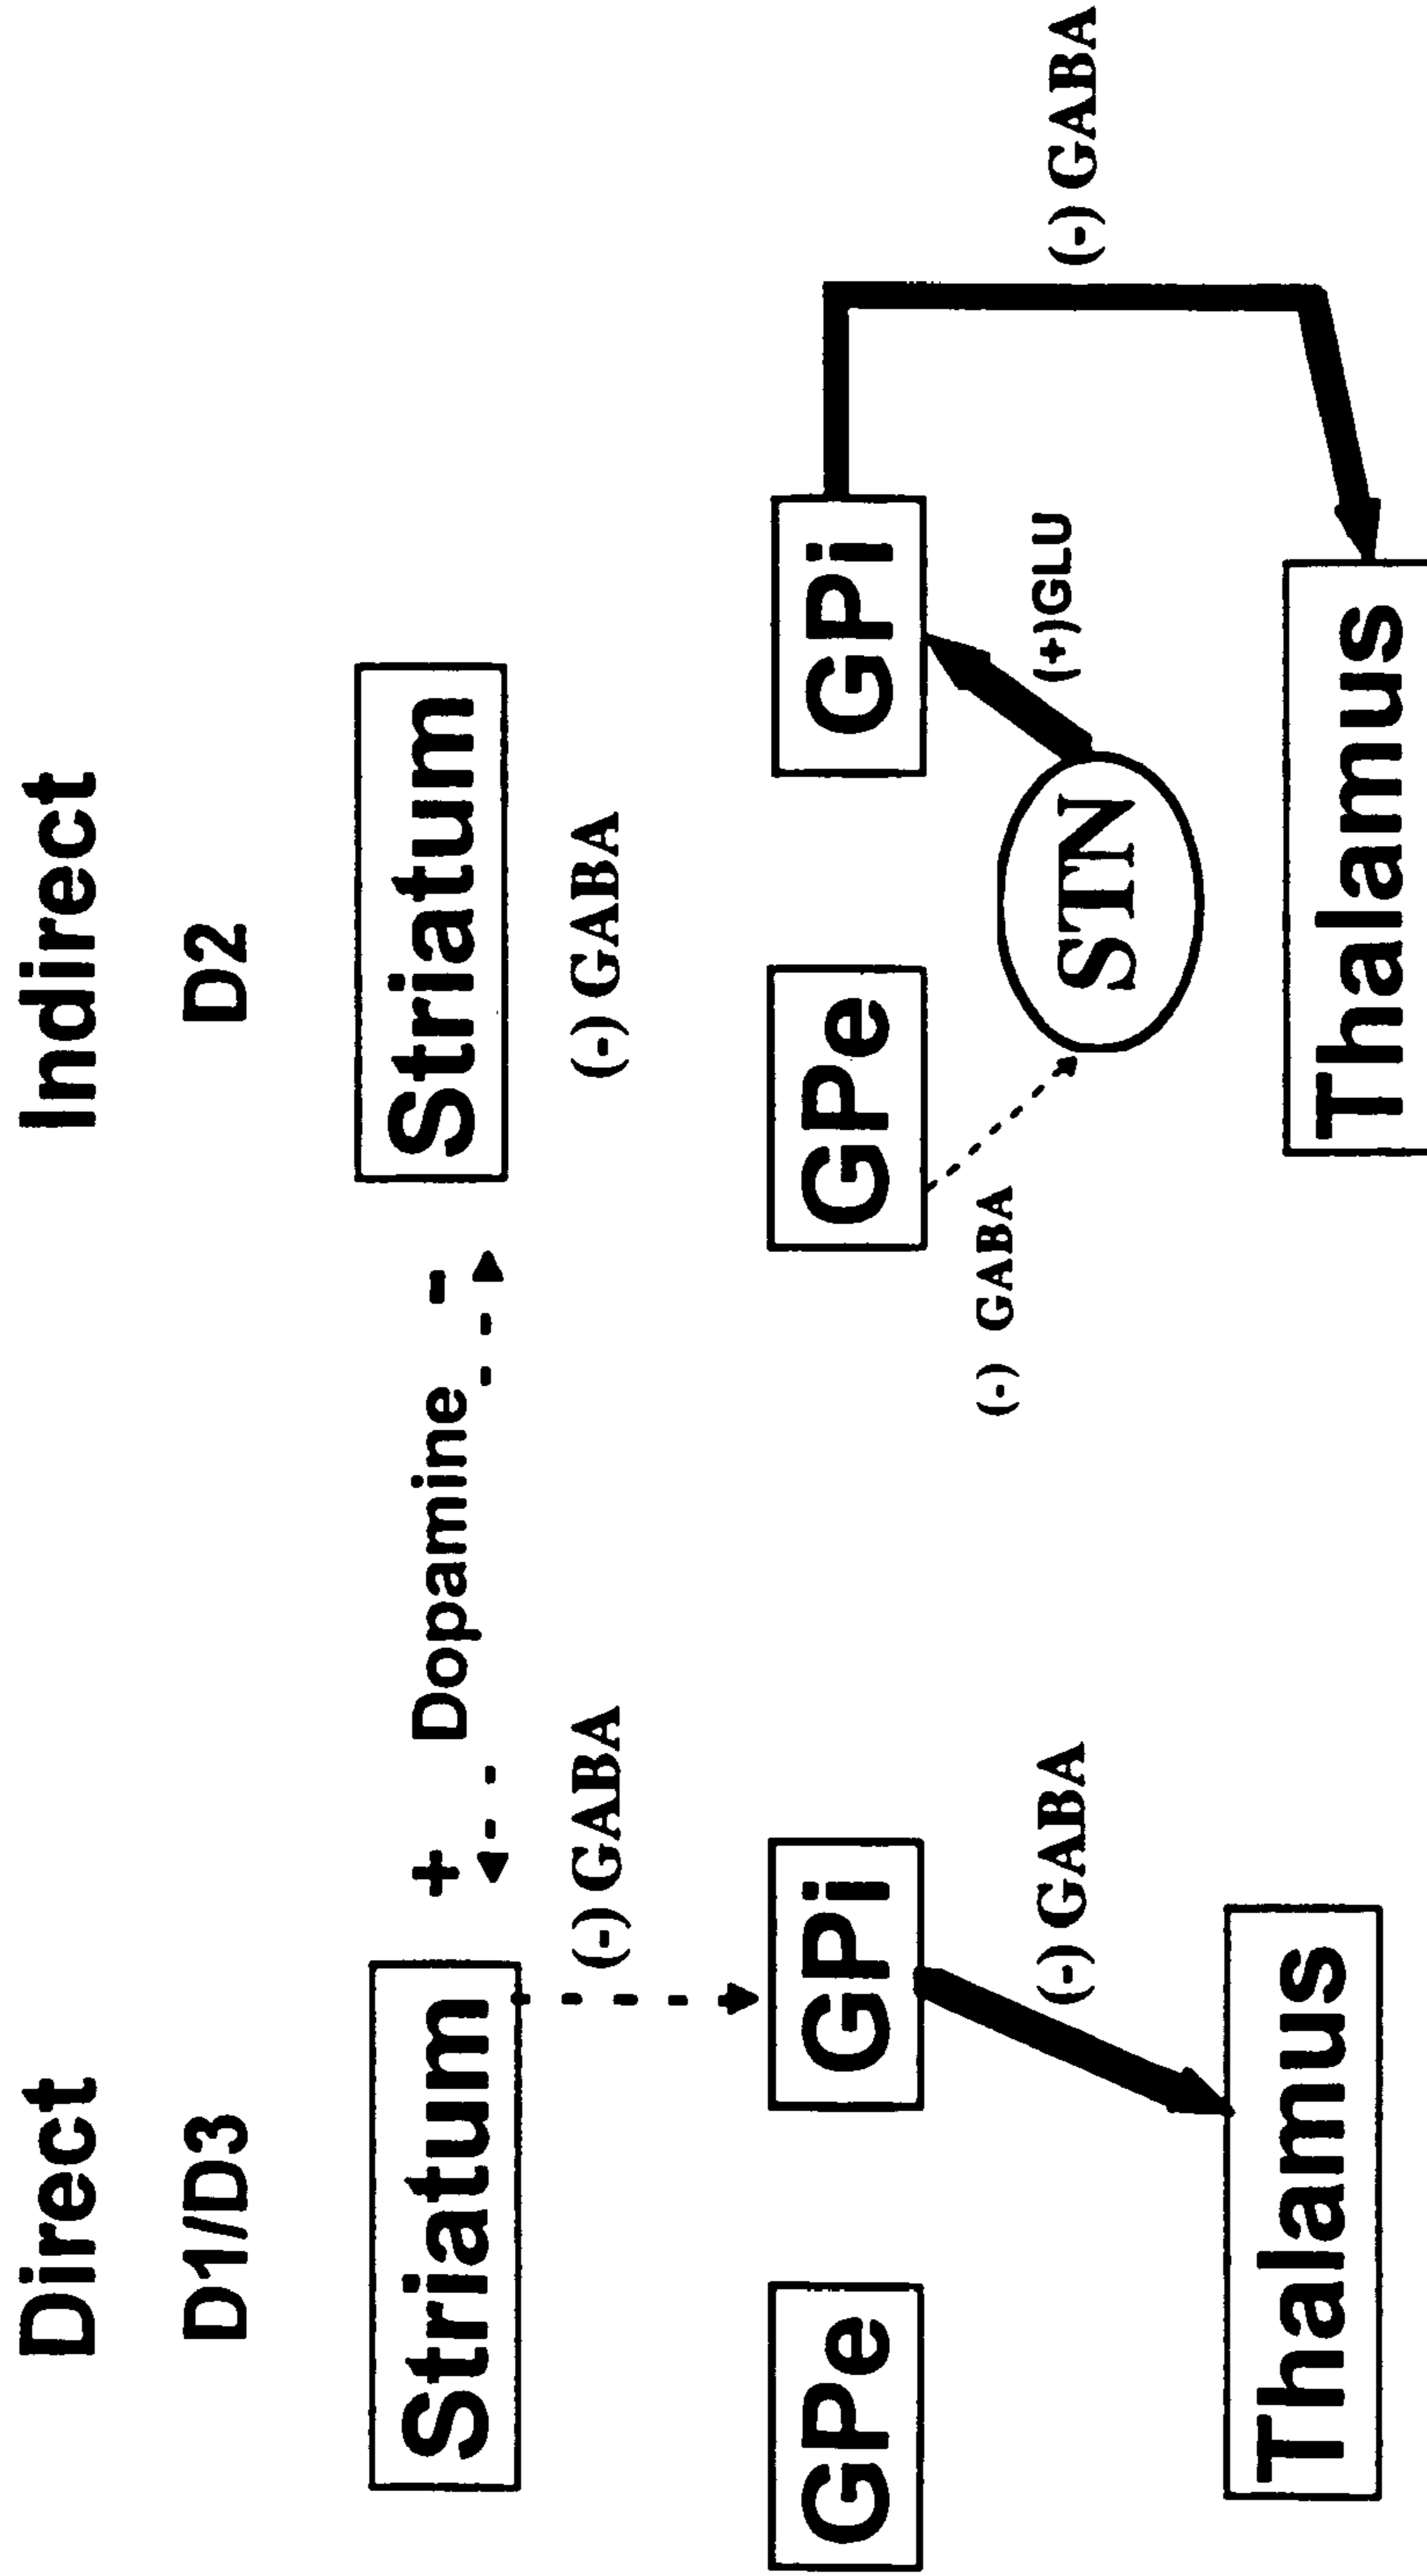 Direct
Indirect
D1/D3
D2
Striatum
+ Dopamine -
Striatum
(-) GABA
(-) GABA
GPe
GPi
GPe
GPi
(-) GABA
(-) GABA
STN
(+)GLU
(-) GABA
Thalamus
Thalamus